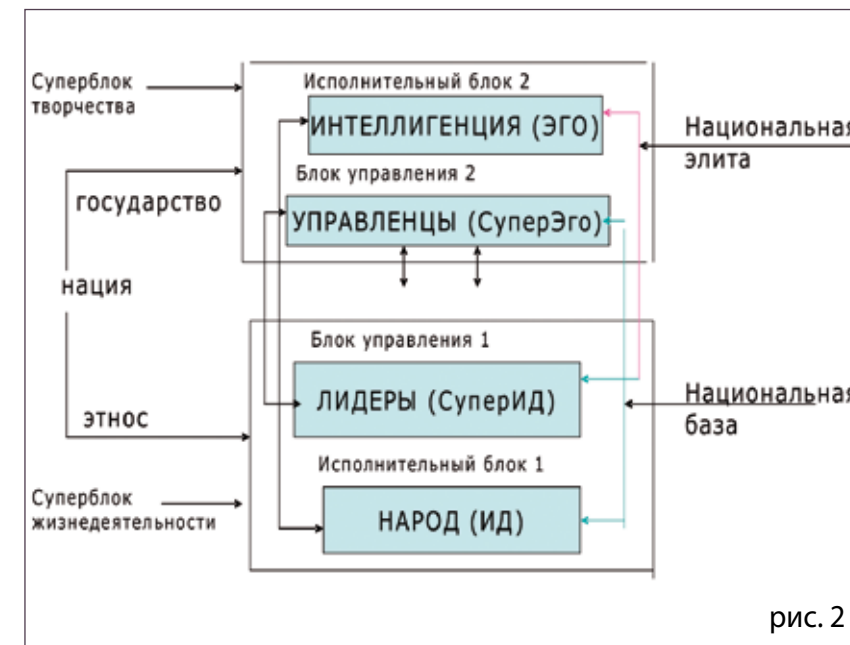 Суперблок
творчества
Исполнительный блок 2
ИНТЕЛЛИГЕНЦИЯ (ЭГО)
Национальная
элита
Блок управления 2
государство
УПРАВЛЕНЦЫ (СуперЭго)
нация
Блок управления 1
ЛИДЕРЫ (СуперИД)
Национальная
база
этнос
Исполнительный блок 1
Суперблок
жизнедеятельности
НАРОД (ИД)
рис. 2